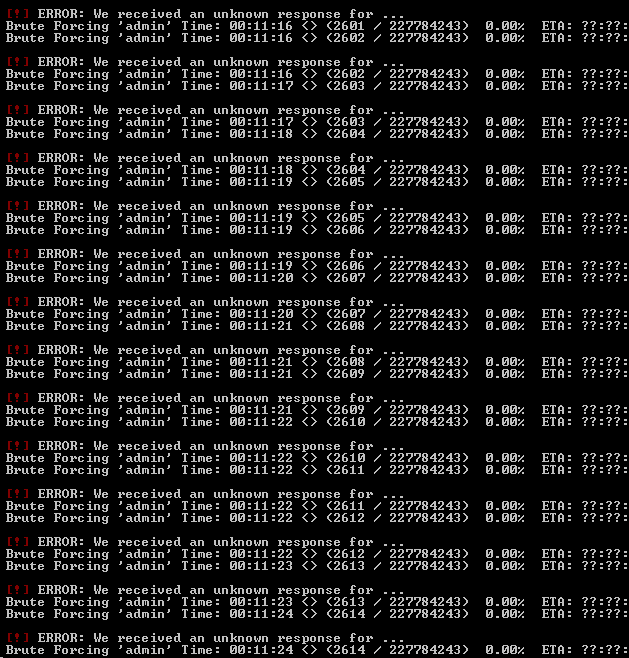 [!] ERROR: We received an unknown response for ...
Brute Forcing 'admin' Time: 00:11:16 <> (2601 / 227784243)  0.00%  ETA: ??:??:
Brute Forcing 'admin' Time: 00:11:16 <> (2602 / 227784243)  0.00%  ETA: ??:??:
[!] ERROR: We received an unknown response for ...
Brute Forcing 'admin' Time: 00:11:16 <> (2602 / 227784243)  0.00%  ETA: ??:??:
Brute Forcing 'admin' Time: 00:11:17 <> (2603 / 227784243)  0.00%  ETA: ??:??:
[!] ERROR: We received an unknown response for ...
Brute Forcing 'admin' Time: 00:11:17 <> (2603 / 227784243)  0.00%  ETA: ??:??:
Brute Forcing 'admin' Time: 00:11:18 <> (2604 / 227784243)  0.00%  ETA: ??:??:
[!] ERROR: We received an unknown response for ...
Brute Forcing 'admin' Time: 00:11:18 <> (2604 / 227784243)  0.00%  ETA: ??:??:
Brute Forcing 'admin' Time: 00:11:19 <> (2605 / 227784243)  0.00%  ETA: ??:??:
[!] ERROR: We received an unknown response for ...
Brute Forcing 'admin' Time: 00:11:19 <> (2605 / 227784243)  0.00%  ETA: ??:??:
Brute Forcing 'admin' Time: 00:11:19 <> (2606 / 227784243)  0.00%  ETA: ??:??:
[!] ERROR: We received an unknown response for ...
Brute Forcing 'admin' Time: 00:11:19 <> (2606 / 227784243)  0.00%  ETA: ??:??:
Brute Forcing 'admin' Time: 00:11:20 <> (2607 / 227784243)  0.00%  ETA: ??:??:
[!] ERROR: We received an unknown response for ...
Brute Forcing 'admin' Time: 00:11:20 <> (2607 / 227784243)  0.00%  ETA: ??:??:
Brute Forcing 'admin' Time: 00:11:21 <> (2608 / 227784243)  0.00%  ETA: ??:??:
[!] ERROR: We received an unknown response for ...
Brute Forcing 'admin' Time: 00:11:21 <> (2608 / 227784243)  0.00%  ETA: ??:??:
Brute Forcing 'admin' Time: 00:11:21 <> (2609 / 227784243)  0.00%  ETA: ??:??:
[!] ERROR: We received an unknown response for ...
Brute Forcing 'admin' Time: 00:11:21 <> (2609 / 227784243)  0.00%  ETA: ??:??:
Brute Forcing 'admin' Time: 00:11:22 <> (2610 / 227784243)  0.00%  ETA: ??:??:
[!] ERROR: We received an unknown response for ...
Brute Forcing 'admin' Time: 00:11:22 <> (2610 / 227784243)  0.00%  ETA: ??:??:
Brute Forcing 'admin' Time: 00:11:22 <> (2611 / 227784243)  0.00%  ETA: ??:??:
[!] ERROR: We received an unknown response for ...
Brute Forcing 'admin' Time: 00:11:22 <> (2611 / 227784243)  0.00%  ETA: ??:??:
Brute Forcing 'admin' Time: 00:11:22 <> (2612 / 227784243)  0.00%  ETA: ??:??:
[!] ERROR: We received an unknown response for ...
Brute Forcing 'admin' Time: 00:11:22 <> (2612 / 227784243)  0.00%  ETA: ??:??:
Brute Forcing 'admin' Time: 00:11:23 <> (2613 / 227784243)  0.00%  ETA: ??:??:
[!] ERROR: We received an unknown response for ...
Brute Forcing 'admin' Time: 00:11:23 <> (2613 / 227784243)  0.00%  ETA: ??:??:
Brute Forcing 'admin' Time: 00:11:24 <> (2614 / 227784243)  0.00%  ETA: ??:??:
[!] ERROR: We received an unknown response for ...
Brute Forcing 'admin' Time: 00:11:24 <> (2614 / 227784243)  0.00%  ETA: ??:??: